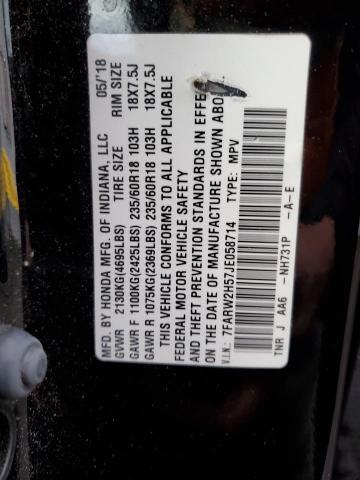 MFD. BY HONDA MFG. OF INDIANA, LLC 05/'18
GVWR 2130KG(4695LBS) TIRE SIZE RIM SIZE
GAWR F 1100KG(2425LBS) 235/60R18 103H 18X7.5J
GAWR R 1075KG(2369LBS) 235/60R18 103H 18X7.5J
THIS VEHICLE CONFORMS TO ALL APPLICABLE
FEDERAL MOTOR VEHICLE SAFETY
AND THEFT PREVENTION STANDARDS IN EFFE
ON THE DATE OF MANUFACTURE SHOWN ABO
V.I.N.: 7FARW2H57JE058714 TYPE: MPV
TNR J AA6 -NH731P -A-E